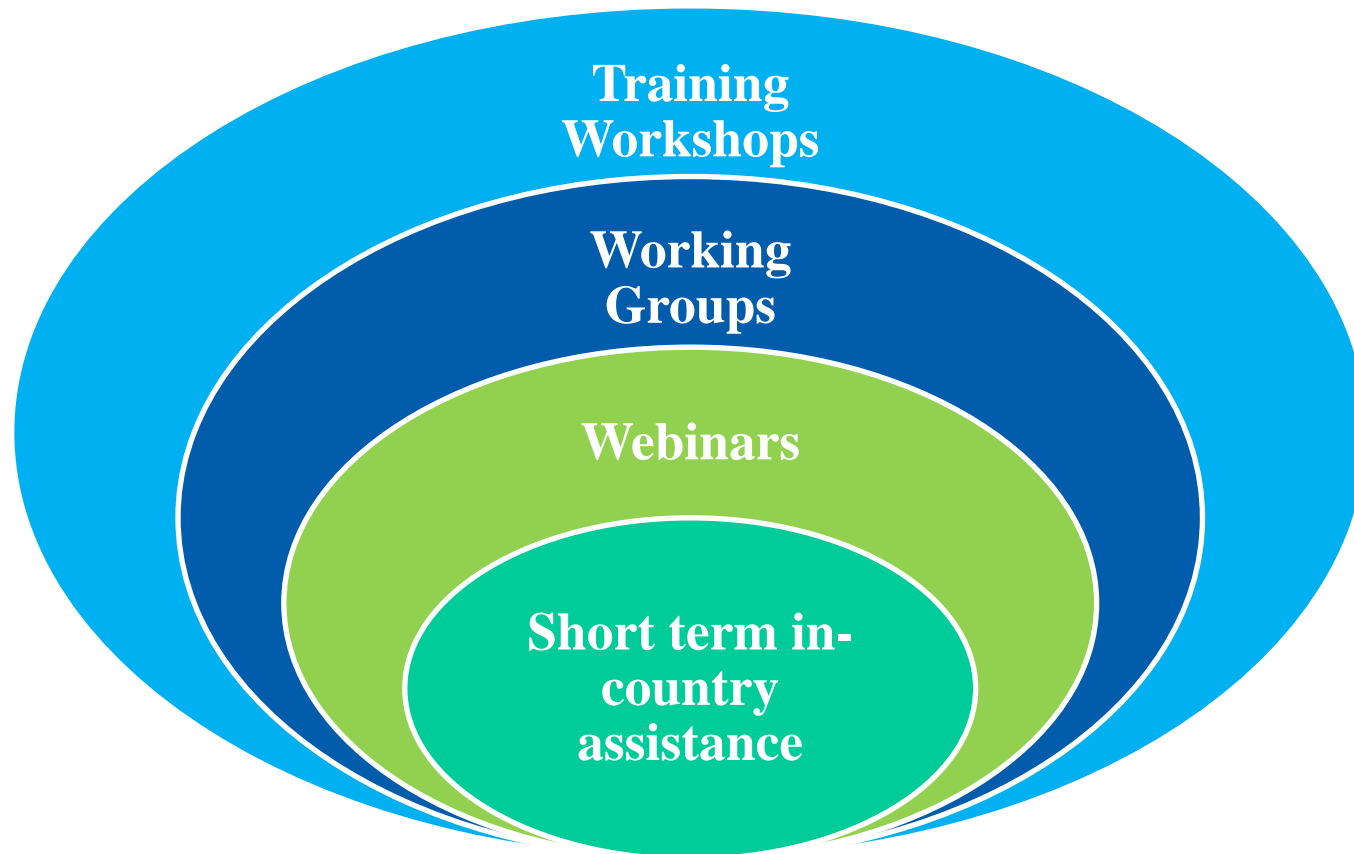 Training
Workshops
Working
Groups
Webinars
Short term in-
country
assistance